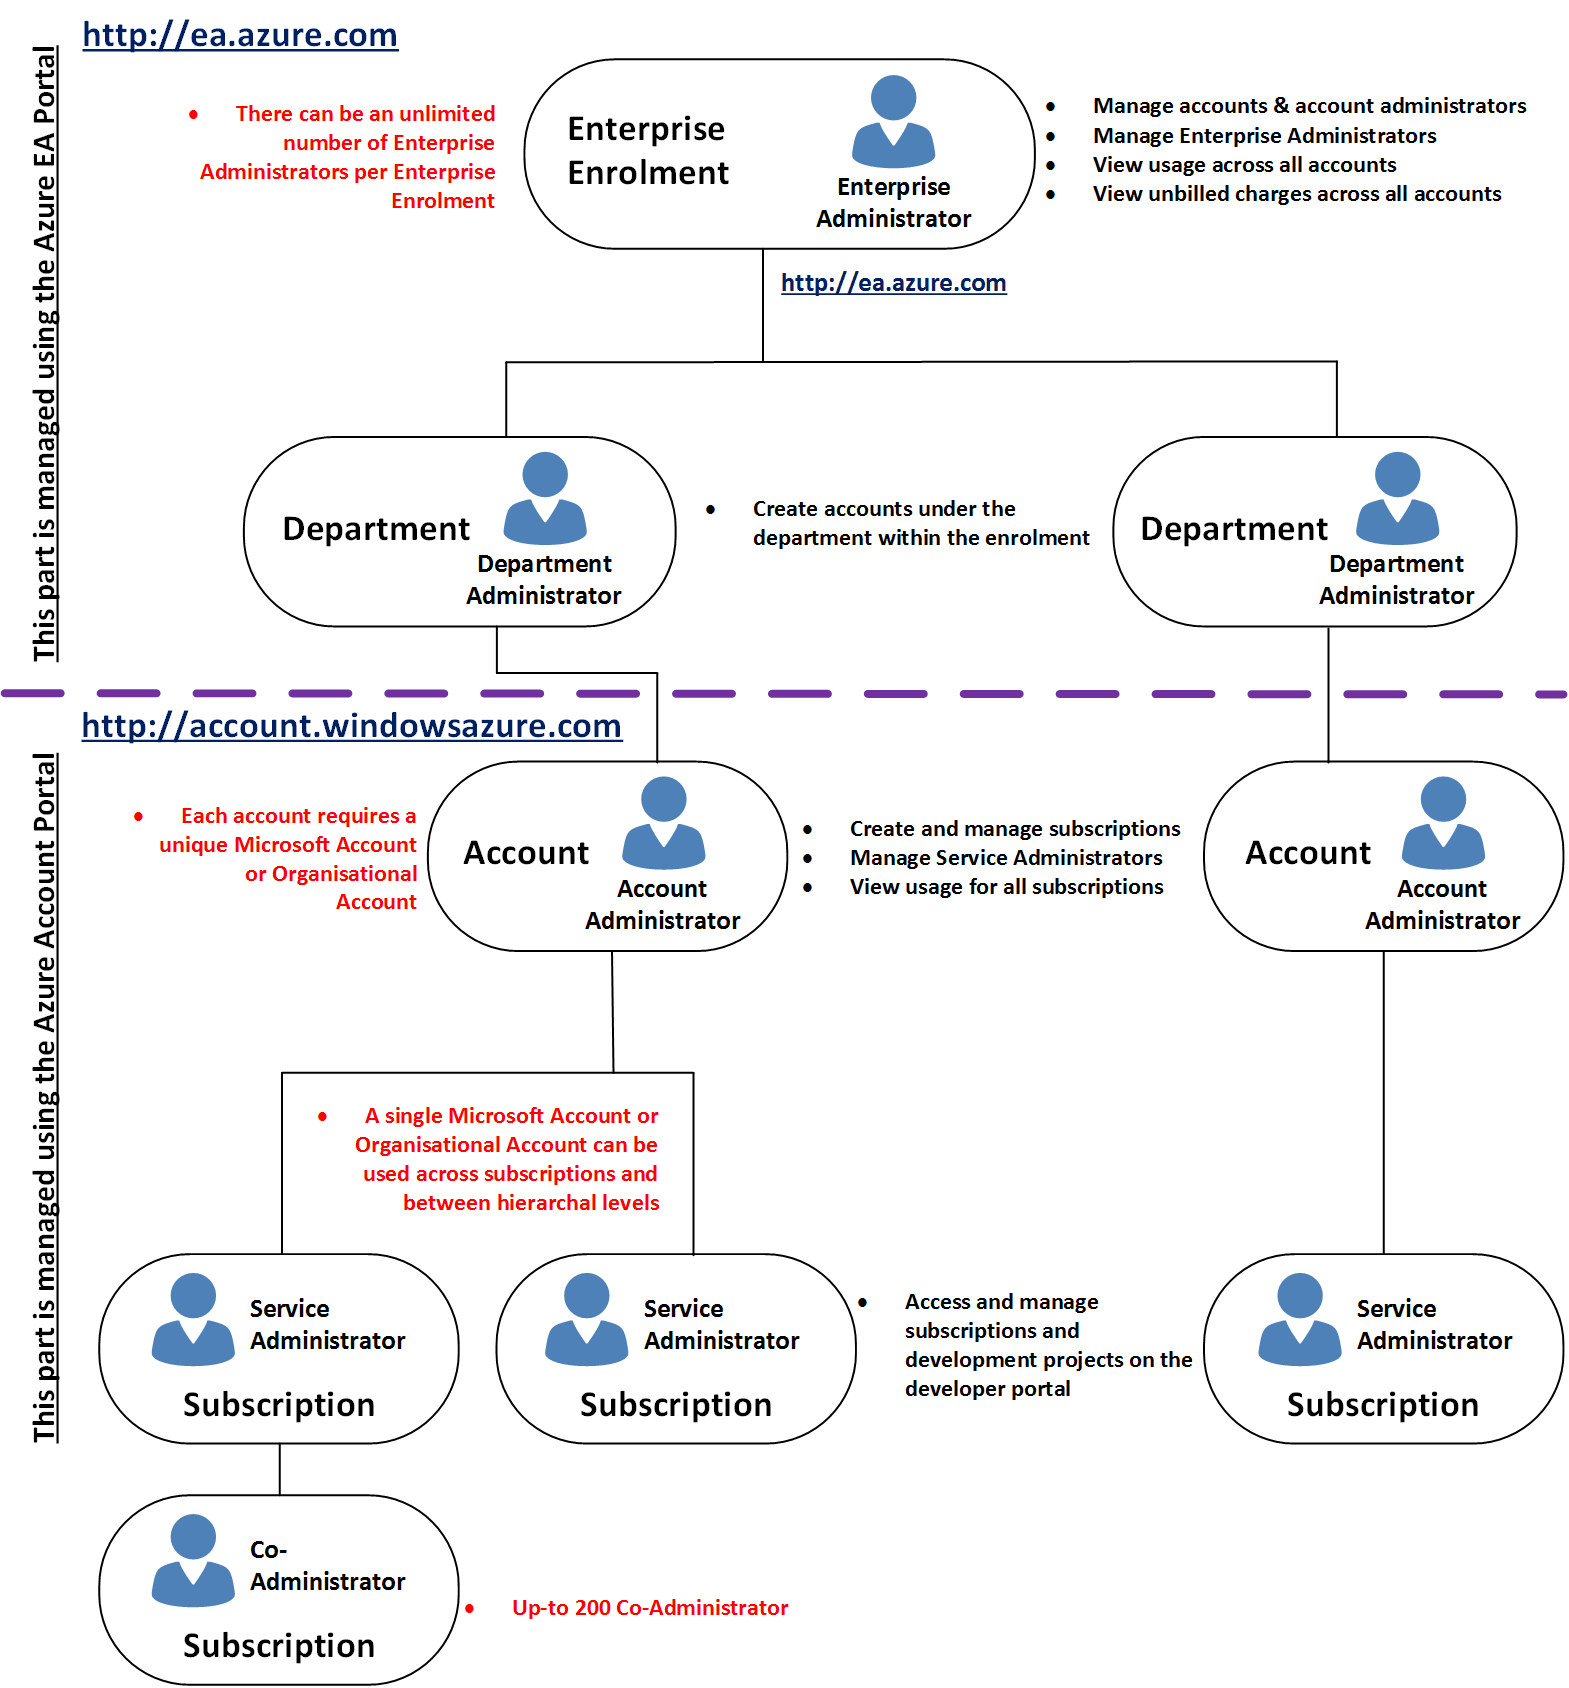 http://ea.azure.com
This part is managed using the Azure EA Portal
• There can be an unlimited
number of Enterprise
Administrators per Enterprise
Enrolment
Enterprise
Enrolment
Enterprise
Administrator
• Manage accounts & account administrators
• Manage Enterprise Administrators
• View usage across all accounts
• View unbilled charges across all accounts
http://ea.azure.com
Department
Department
Administrator
• Create accounts under the
department within the enrolment
Department
Department
Administrator
http://account.windowsazure.com
This part is managed using the Azure Account Portal
• Each account requires a
unique Microsoft Account
or Organisational
Account
Account
Account
Administrator
• Create and manage subscriptions
• Manage Service Administrators
• View usage for all subscriptions
Account
Account
Administrator
• A single Microsoft Account or
Organisational Account can be
used across subscriptions and
between hierarchal levels
Service
Administrator
Subscription
Service
Administrator
Subscription
• Access and manage
subscriptions and
development projects on the
developer portal
Service
Administrator
Subscription
Co-
Administrator
Subscription
• Up-to 200 Co-Administrator